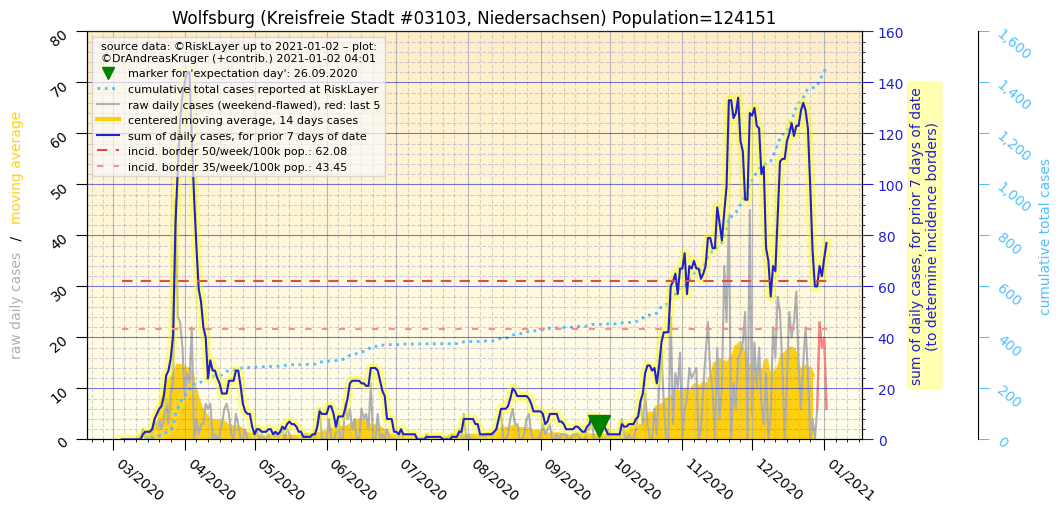 Wolfsburg (Kreisfreie Stadt #03103, Niedersachsen) Population=124151
source data: ©RiskLayer up to 2021-01-02 – plot:
©DrAndreasKruger (+contrib.) 2021-01-02 04:01
marker for 'expectation day': 26.09.2020
cumulative total cases reported at RiskLayer
raw daily cases (weekend-flawed), red: last 5
centered moving average, 14 days cases
sum of daily cases, for prior 7 days of date
incid. border 50/week/100k pop.: 62.08
incid. border 35/week/100k pop.: 43.45
raw daily cases / moving average
80
70
60
50
40
30
20
10
0
03/2020
04/2020
05/2020
06/2020
07/2020
08/2020
09/2020
10/2020
11/2020
12/2020
01/2021
160
140
120
100
80
60
40
20
0
sum of daily cases, for prior 7 days of date
(to determine incidence borders)
1,600
1,400
1,200
1,000
800
600
400
200
0
cumulative total cases